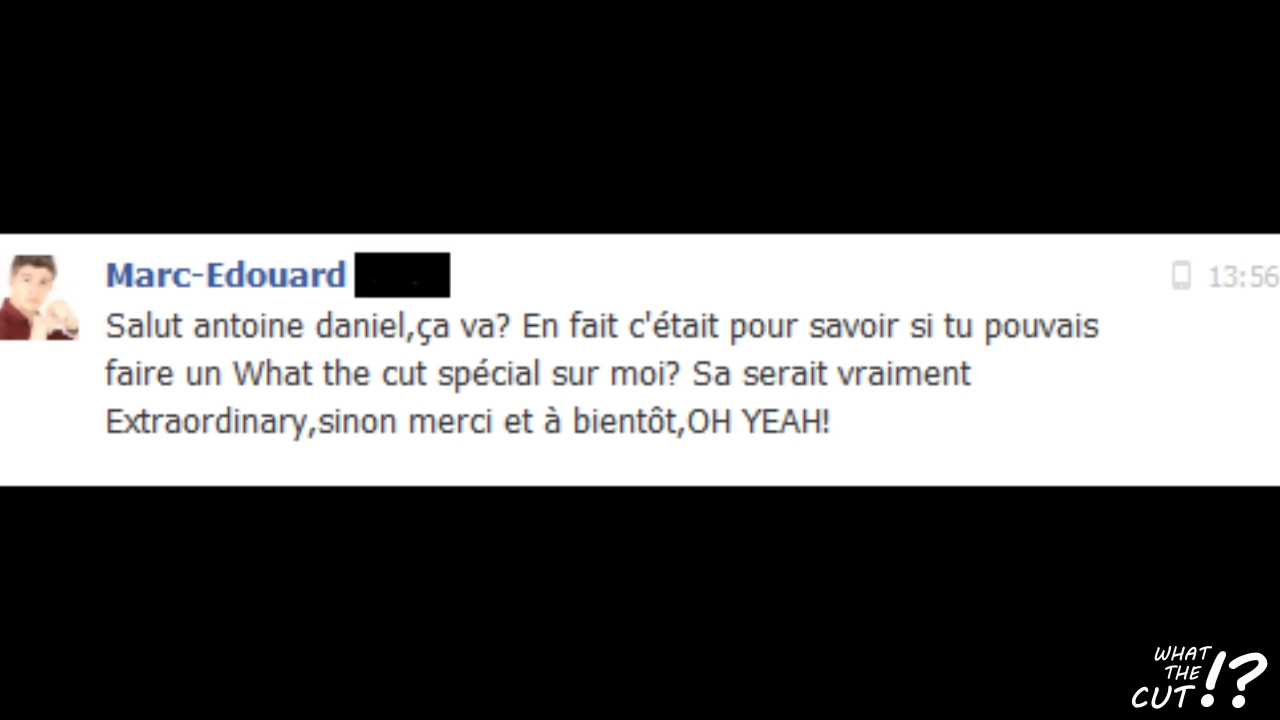 Marc-Edouard
13:56
Salut antoine daniel,ça va? En fait c'était pour savoir si tu pouvais
faire un What the cut spécial sur moi? Sa serait vraiment
Extraordinary,sinon merci et à bientôt,OH YEAH!
WHAT
THE
CUT!?